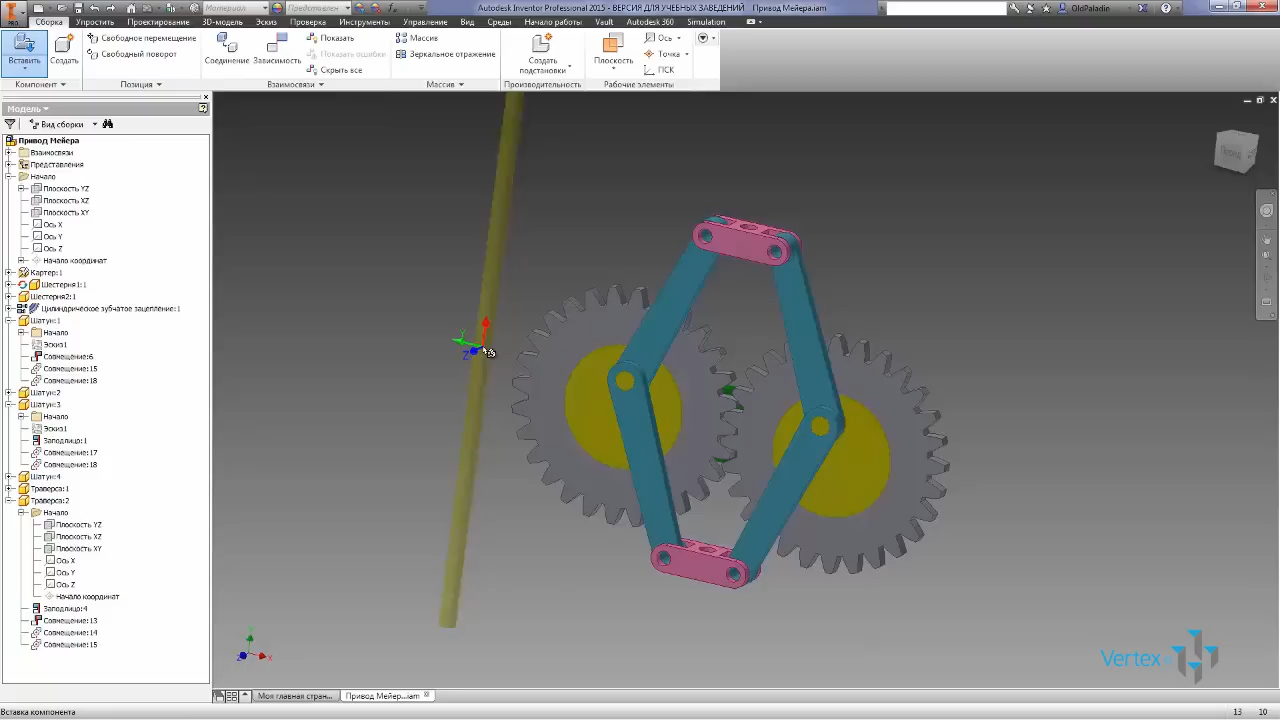 PRO
Материал
Представлен
Autodesk Inventor Professional 2015 - ВЕРСИЯ ДЛЯ УЧЕБНЫХ ЗАВЕДЕНИЙ
Привод Мейера.iam
OldPaladin
Сборка
Упростить
Проектирование
3D-модель
Эскиз
Проверка
Инструменты
Управление
Вид
Среды
Начало работы
Vault
Autodesk 360
Simulation
Вставить
Создать
Свободное перемещение
Свободный поворот
Соединение
Зависимость
Показать
Показать ошибки
Скрыть все
Массив
Зеркальное отражение
Создать подстановки
Плоскость
Ось
Точка
ПСК
Компонент
Позиция
Взаимосвязи
Массив
Производительность
Рабочие элементы
Модель
Вид сборки
Привод Мейера
Взаимосвязи
Представления
Начало
Плоскость YZ
Плоскость XZ
Плоскость XY
Ось X
Ось Y
Ось Z
Начало координат
Картер:1
Шестерня1:1
Шестерня2:1
Цилиндрическое зубчатое зацепление:1
Шатун:1
Начало
Эскиз1
Совмещение:6
Совмещение:15
Совмещение:18
Шатун:2
Шатун:3
Начало
Эскиз1
Заподлицо:1
Совмещение:17
Совмещение:18
Шатун:4
Траверса:1
Траверса:2
Начало
Плоскость YZ
Плоскость XZ
Плоскость XY
Ось X
Ось Y
Ось Z
Начало координат
Заподлицо:4
Совмещение:13
Совмещение:14
Совмещение:15
Y
Z
Y
Z
X
Vertex
Моя главная стран...
Привод Мейер...iam
Вставка компонента
13
10